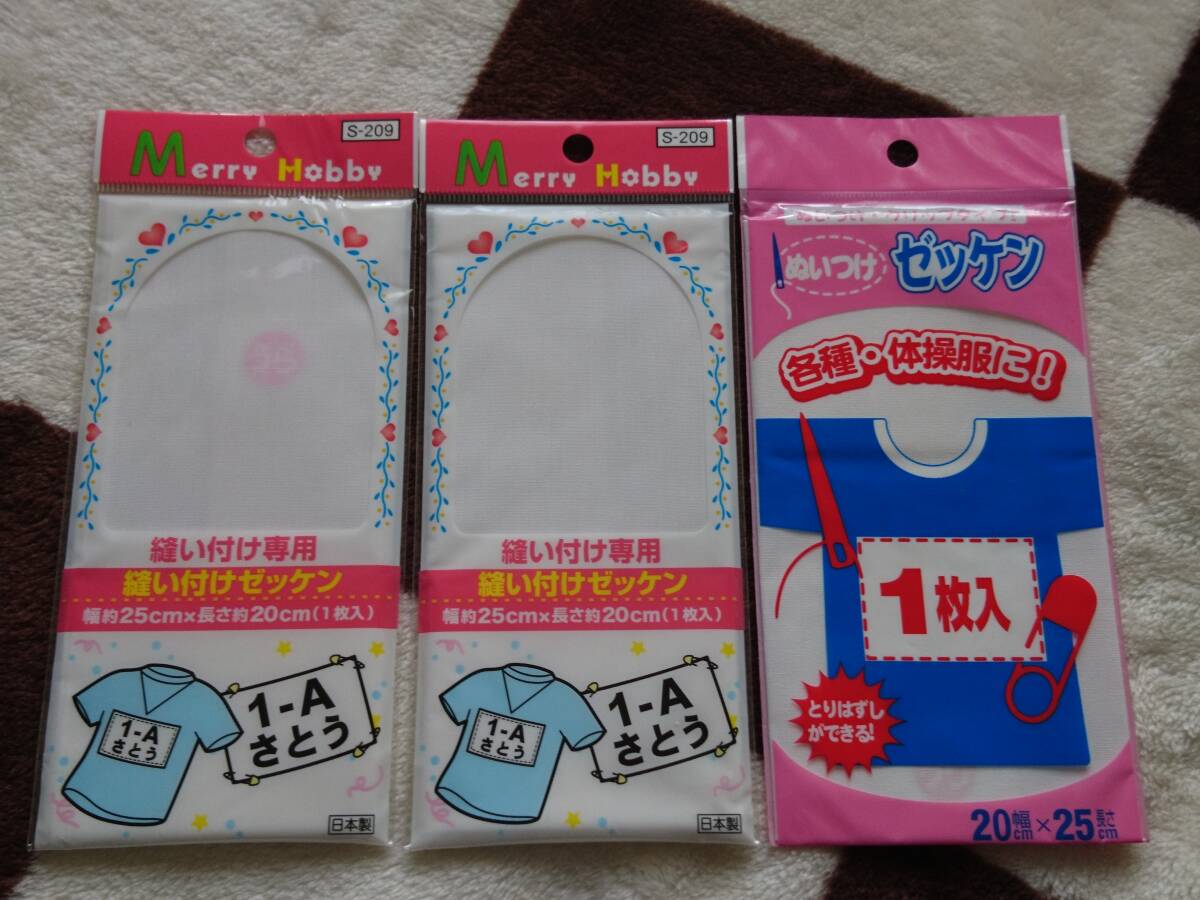 S-209
Merry Hobby
縫い付け専用
縫い付けゼッケン
幅約25cm×長さ約20cm(1枚入)
1-A
さとう
1-A
さとう
日本製
S-209
Merry Hobby
縫い付け専用
縫い付けゼッケン
幅約25cm×長さ約20cm(1枚入)
1-A
さとう
1-A
さとう
日本製
ぬいつけ ゼッケン
各種・体操服に!
1枚入
とりはずし
ができる!
20幅cm×25長さcm